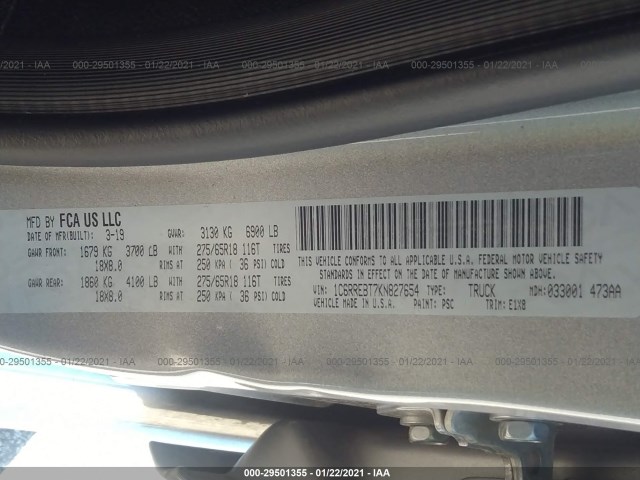 000-29501355 - 01/22/2021 - IAA
MFD BY FCA US LLC
DATE OF MFR(BUILT): 3-19
GVWR: 3130 KG 6900 LB
GAWR FRONT: 1679 KG 3700 LB WITH 275/65R18 116T TIRES
18X8.0 RIMS AT 250 KPA ( 36 PSI) COLD
GAWR REAR: 1860 KG 4100 LB WITH 275/65R18 116T TIRES
18X8.0 RIMS AT 250 KPA ( 36 PSI) COLD
THIS VEHICLE CONFORMS TO ALL APPLICABLE U.S.A. FEDERAL MOTOR VEHICLE SAFETY
STANDARDS IN EFFECT ON THE DATE OF MANUFACTURE SHOWN ABOVE.
VIN: 1C6RREBT7KN827654 TYPE: TRUCK MDH: 033001 473AA
VEHICLE MADE IN U.S.A. PAINT: PSC TRIM: E1X8
000-29501355 - 01/22/2021 - IAA